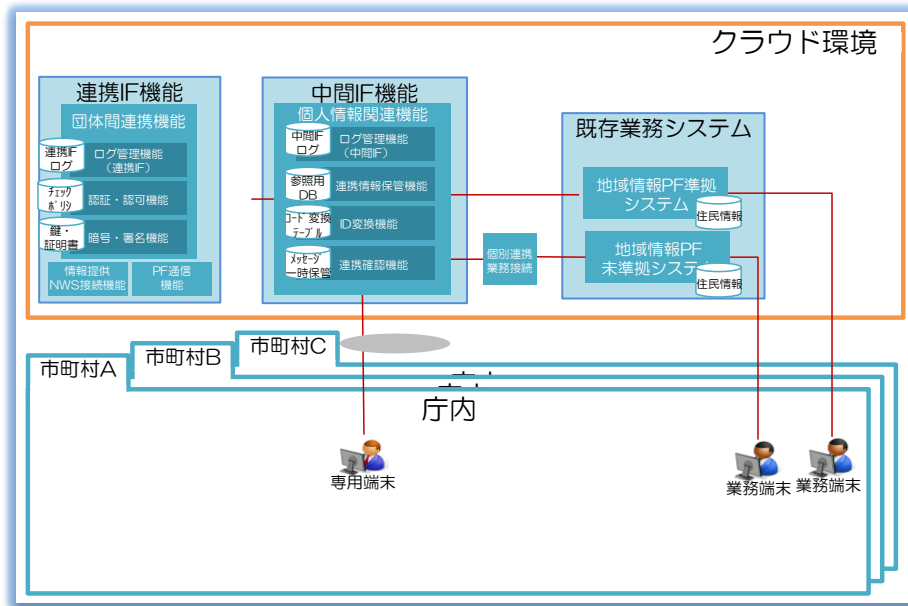 クラウド環境
連携IF機能
団体間連携機能
連携IF
ログ
ログ管理機能
（連携IF）
ﾁｪｯｸ
ﾎﾟﾘｼ
認証・認可機能
鍵・
証明書
暗号・署名機能
情報提供
NWS接続機能
PF通信
機能
中間IF機能
個人情報関連機能
中間IF
ログ
ログ管理機能
（中間IF）
参照用
DB
連携情報保管機能
ｺｰﾄﾞ変換
ﾃｰﾌﾞﾙ
ID変換機能
ﾒｯｾｰｼﾞ
一時保管
連携確認機能
個別連携
業務接続
既存業務システム
地域情報PF準拠
システム
住民情報
地域情報PF
未準拠システム
住民情報
市町村A
市町村B
市町村C
庁内
専用端末
業務端末
業務端末